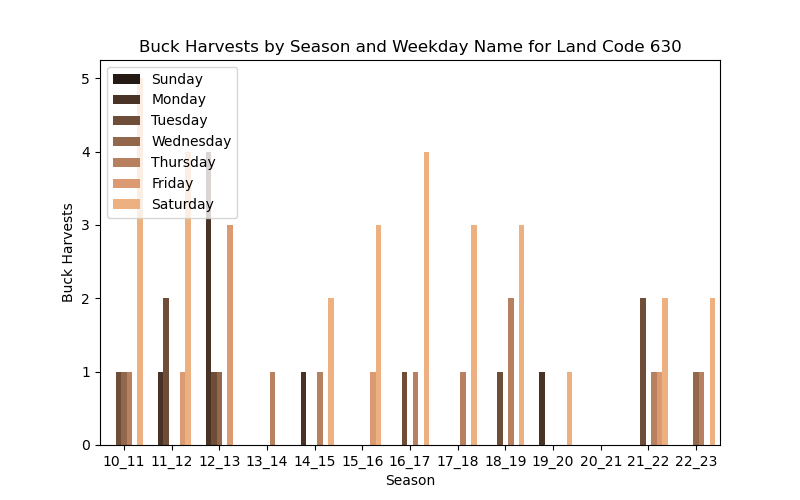 Buck Harvests by Season and Weekday Name for Land Code 630
5
4
3
2
1
0
Buck Harvests
Sunday
Monday
Tuesday
Wednesday
Thursday
Friday
Saturday
10_11 11_12 12_13 13_14 14_15 15_16 16_17 17_18 18_19 19_20 20_21 21_22 22_23
Season